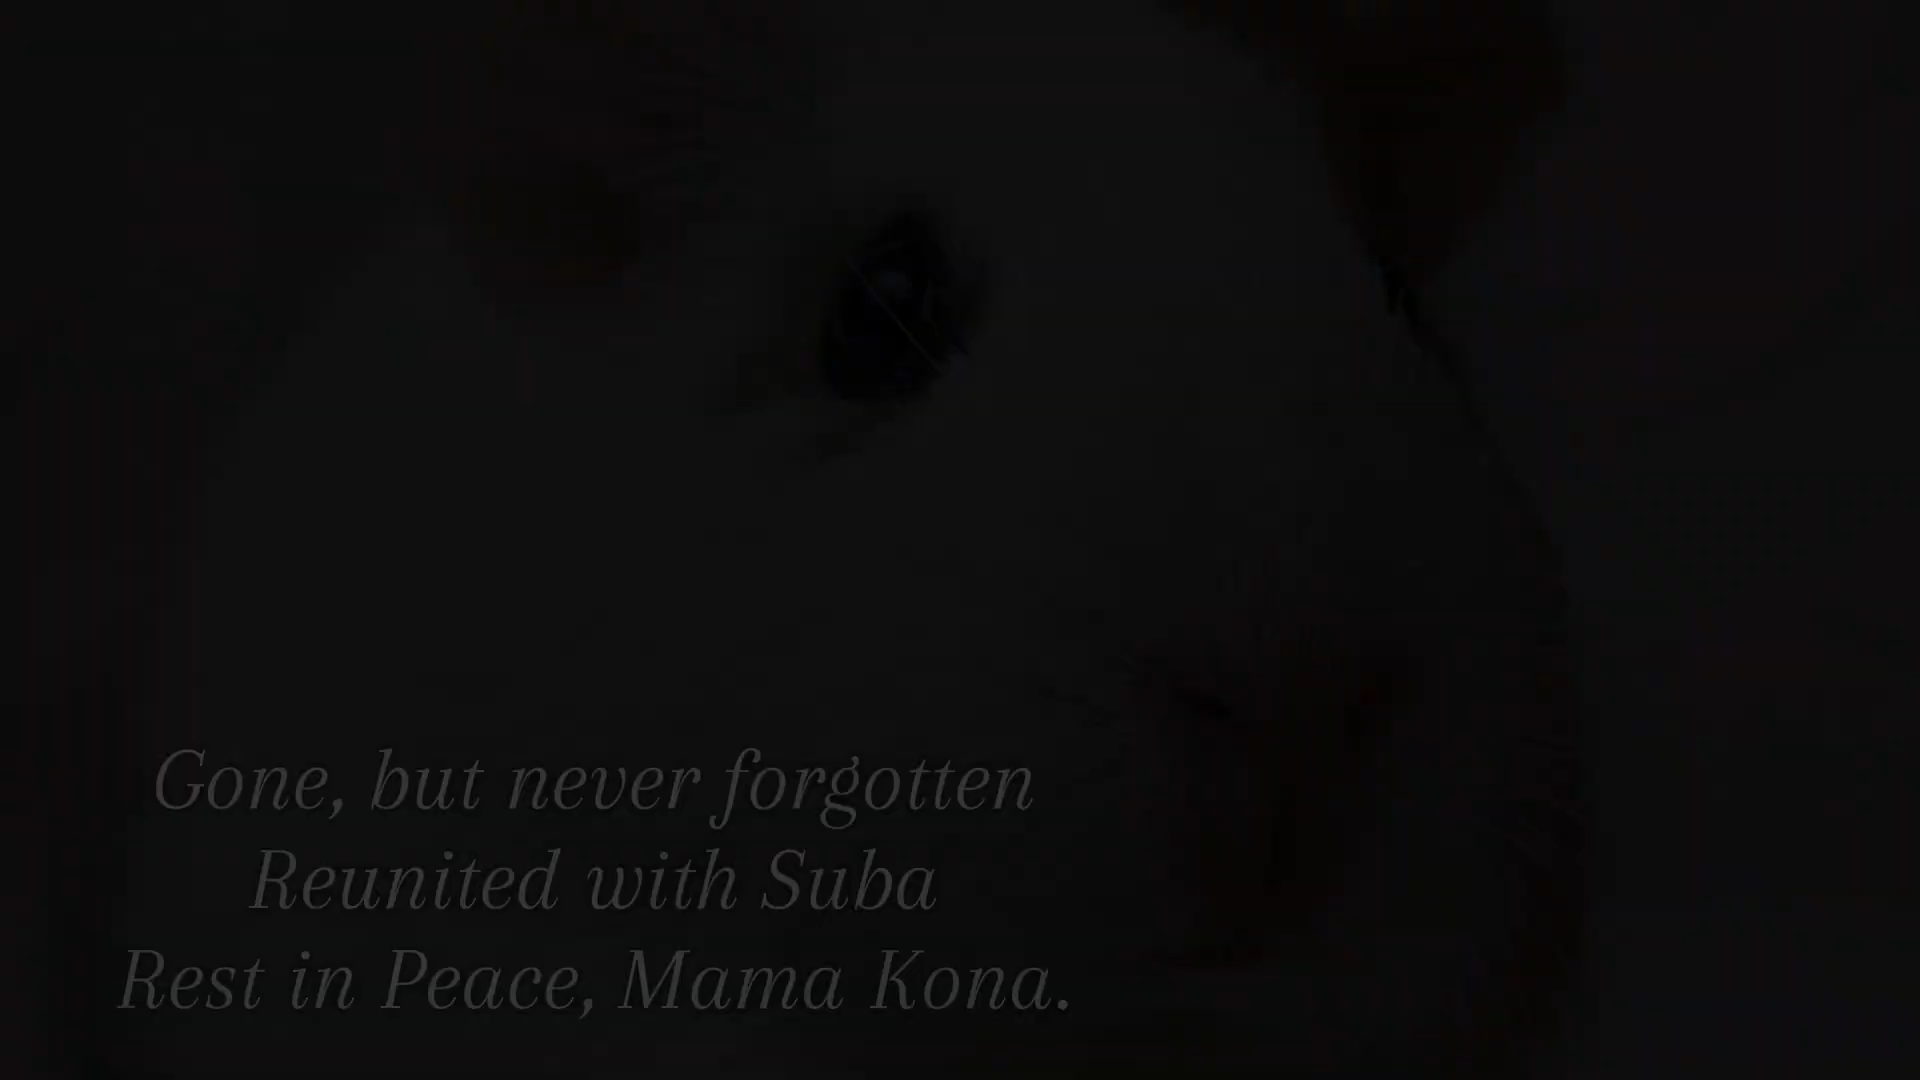 Gone, but never forgotten
Reunited with Suba
Rest in Peace, Mama Kona.